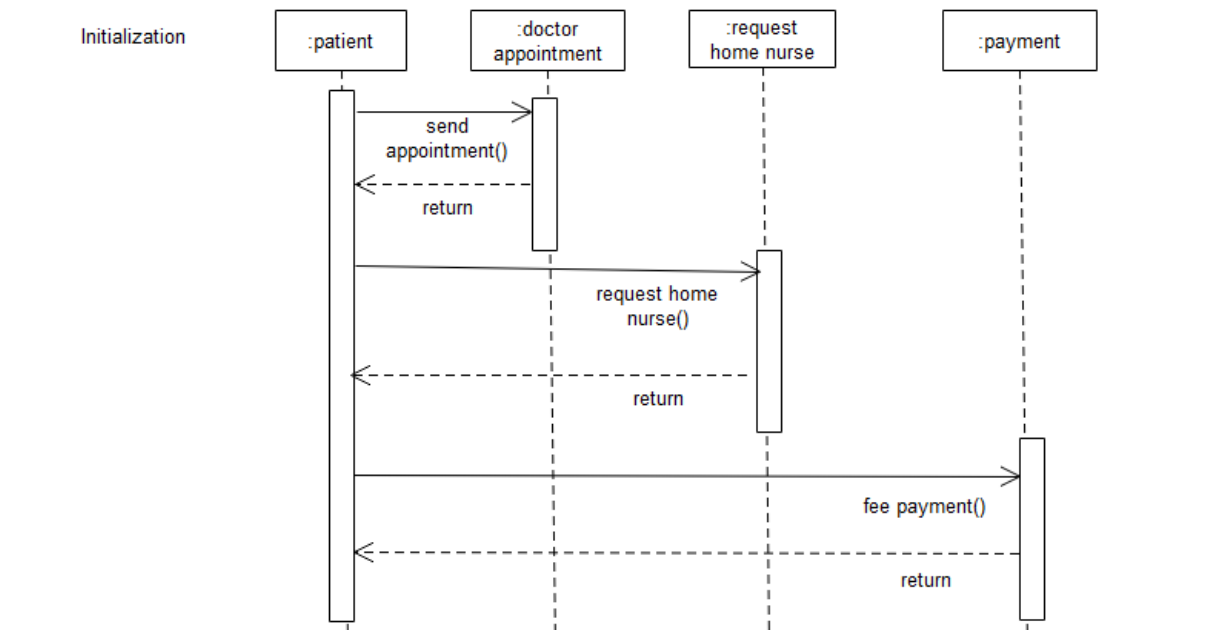 Initialization
:patient
:doctor
appointment
:request
home nurse
:payment
send
appointment()
return
request home
nurse()
return
fee payment()
return